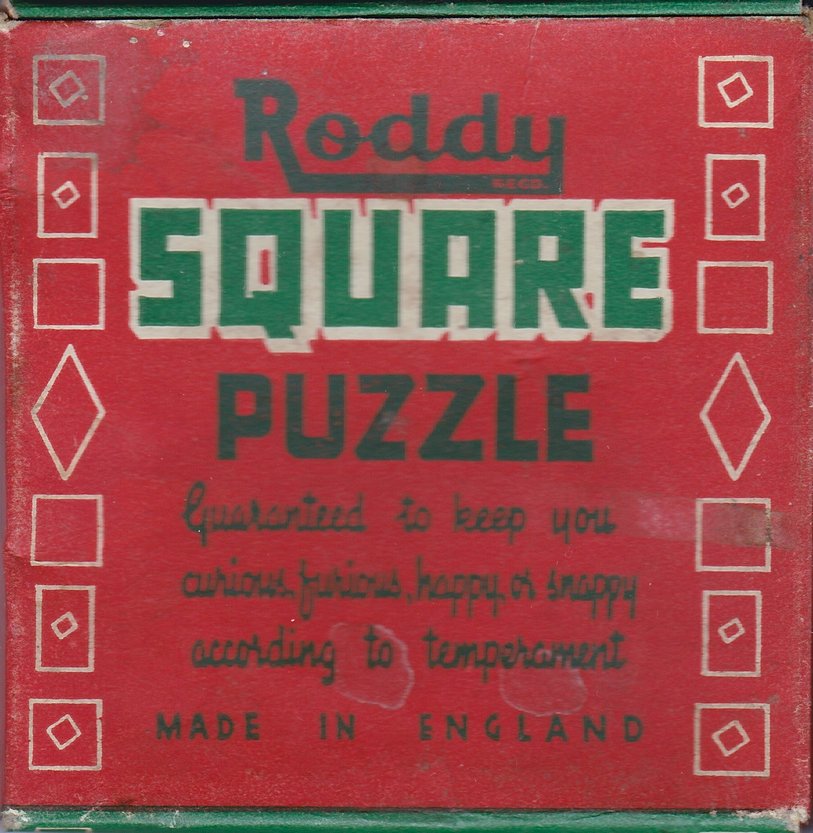 Roddy
REGD.
SQUARE
PUZZLE
Guaranteed to keep you
curious, furious, happy, or snappy
according to temperament
MADE IN ENGLAND